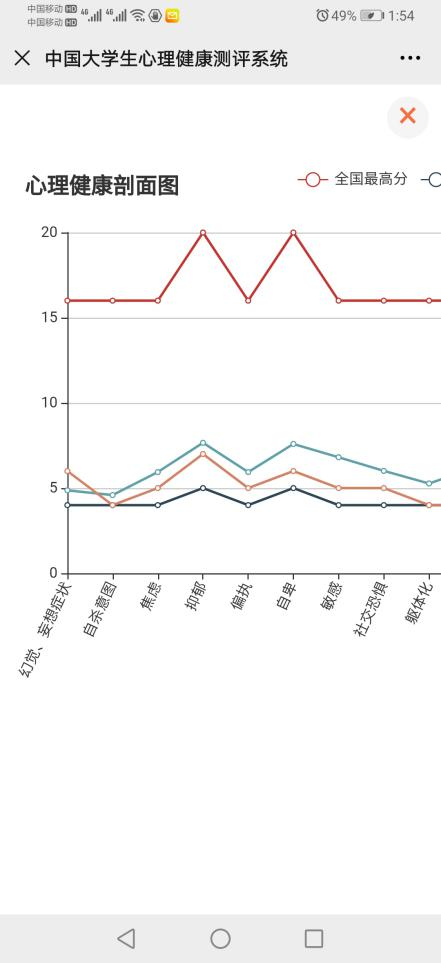 中国移动 HD 4G 4G 49% 1:54
中国移动 HD
中国大学生心理健康测评系统
心理健康剖面图
全国最高分
20
15
10
5
0
幻觉、妄想症状
自杀意图
焦虑
抑郁
偏执
自卑
敏感
社交恐惧
躯体化